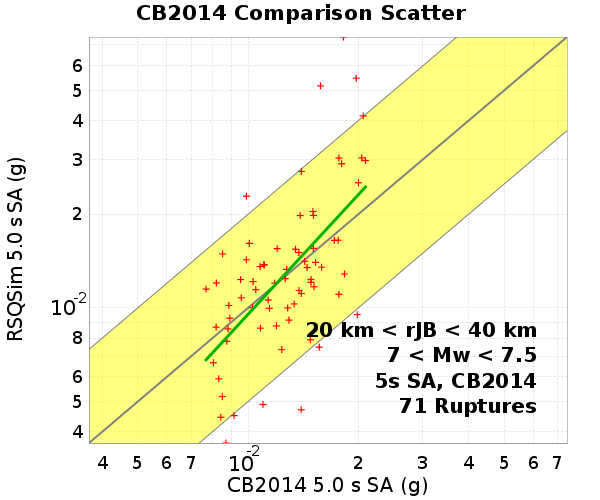 CB2014 Comparison Scatter
RSQSim 5.0 s SA (g)
6
5
4
3
2
10-2
8
6
5
4
20 km < rJB < 40 km
7 < Mw < 7.5
5s SA, CB2014
71 Ruptures
4 5 6 7 10-2 2 3 4 5 6 7
CB2014 5.0 s SA (g)